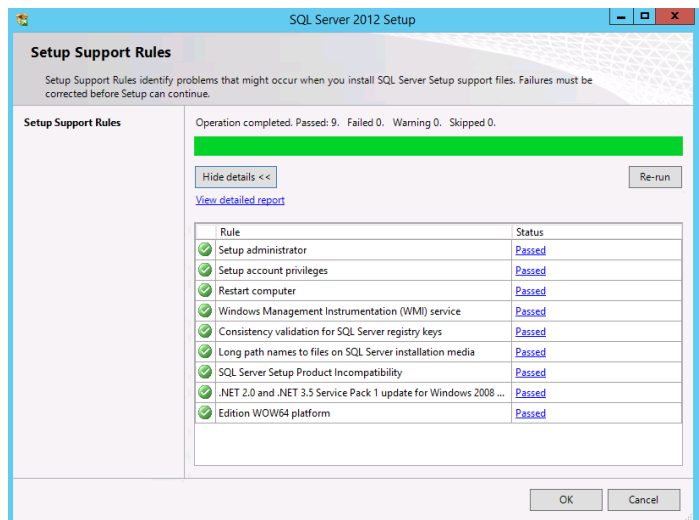 SQL Server 2012 Setup
Setup Support Rules
Setup Support Rules identify problems that might occur when you install SQL Server Setup support files. Failures must be
corrected before Setup can continue.
Setup Support Rules
Operation completed. Passed: 9. Failed 0. Warning 0. Skipped 0.
Hide details <<
Re-run
View detailed report
Rule Status
Setup administrator Passed
Setup account privileges Passed
Restart computer Passed
Windows Management Instrumentation (WMI) service Passed
Consistency validation for SQL Server registry keys Passed
Long path names to files on SQL Server installation media Passed
SQL Server Setup Product Incompatibility Passed
.NET 2.0 and .NET 3.5 Service Pack 1 update for Windows 2008 ... Passed
Edition WOW64 platform Passed
OK Cancel